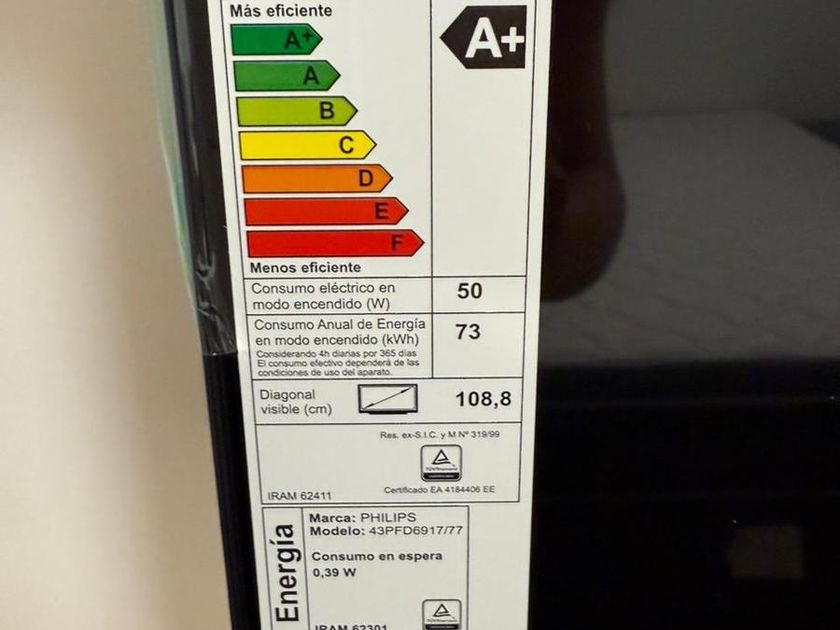 Más eficiente
A+
A+
A
B
C
D
E
F
Menos eficiente
Consumo eléctrico en
modo encendido (W)
50
Consumo Anual de Energía
en modo encendido (kWh)
73
Considerando 4h diarias por 365 días
El consumo efectivo dependerá de las
condiciones de uso del aparato.
Diagonal
visible (cm)
108,8
Res. ex-S.I.C. y M Nº 319/99
IRAM 62411
Certificado EA 4184406 EE
Energía
Marca: PHILIPS
Modelo: 43PFD6917/77
Consumo en espera
0,39 W
IRAM 62301